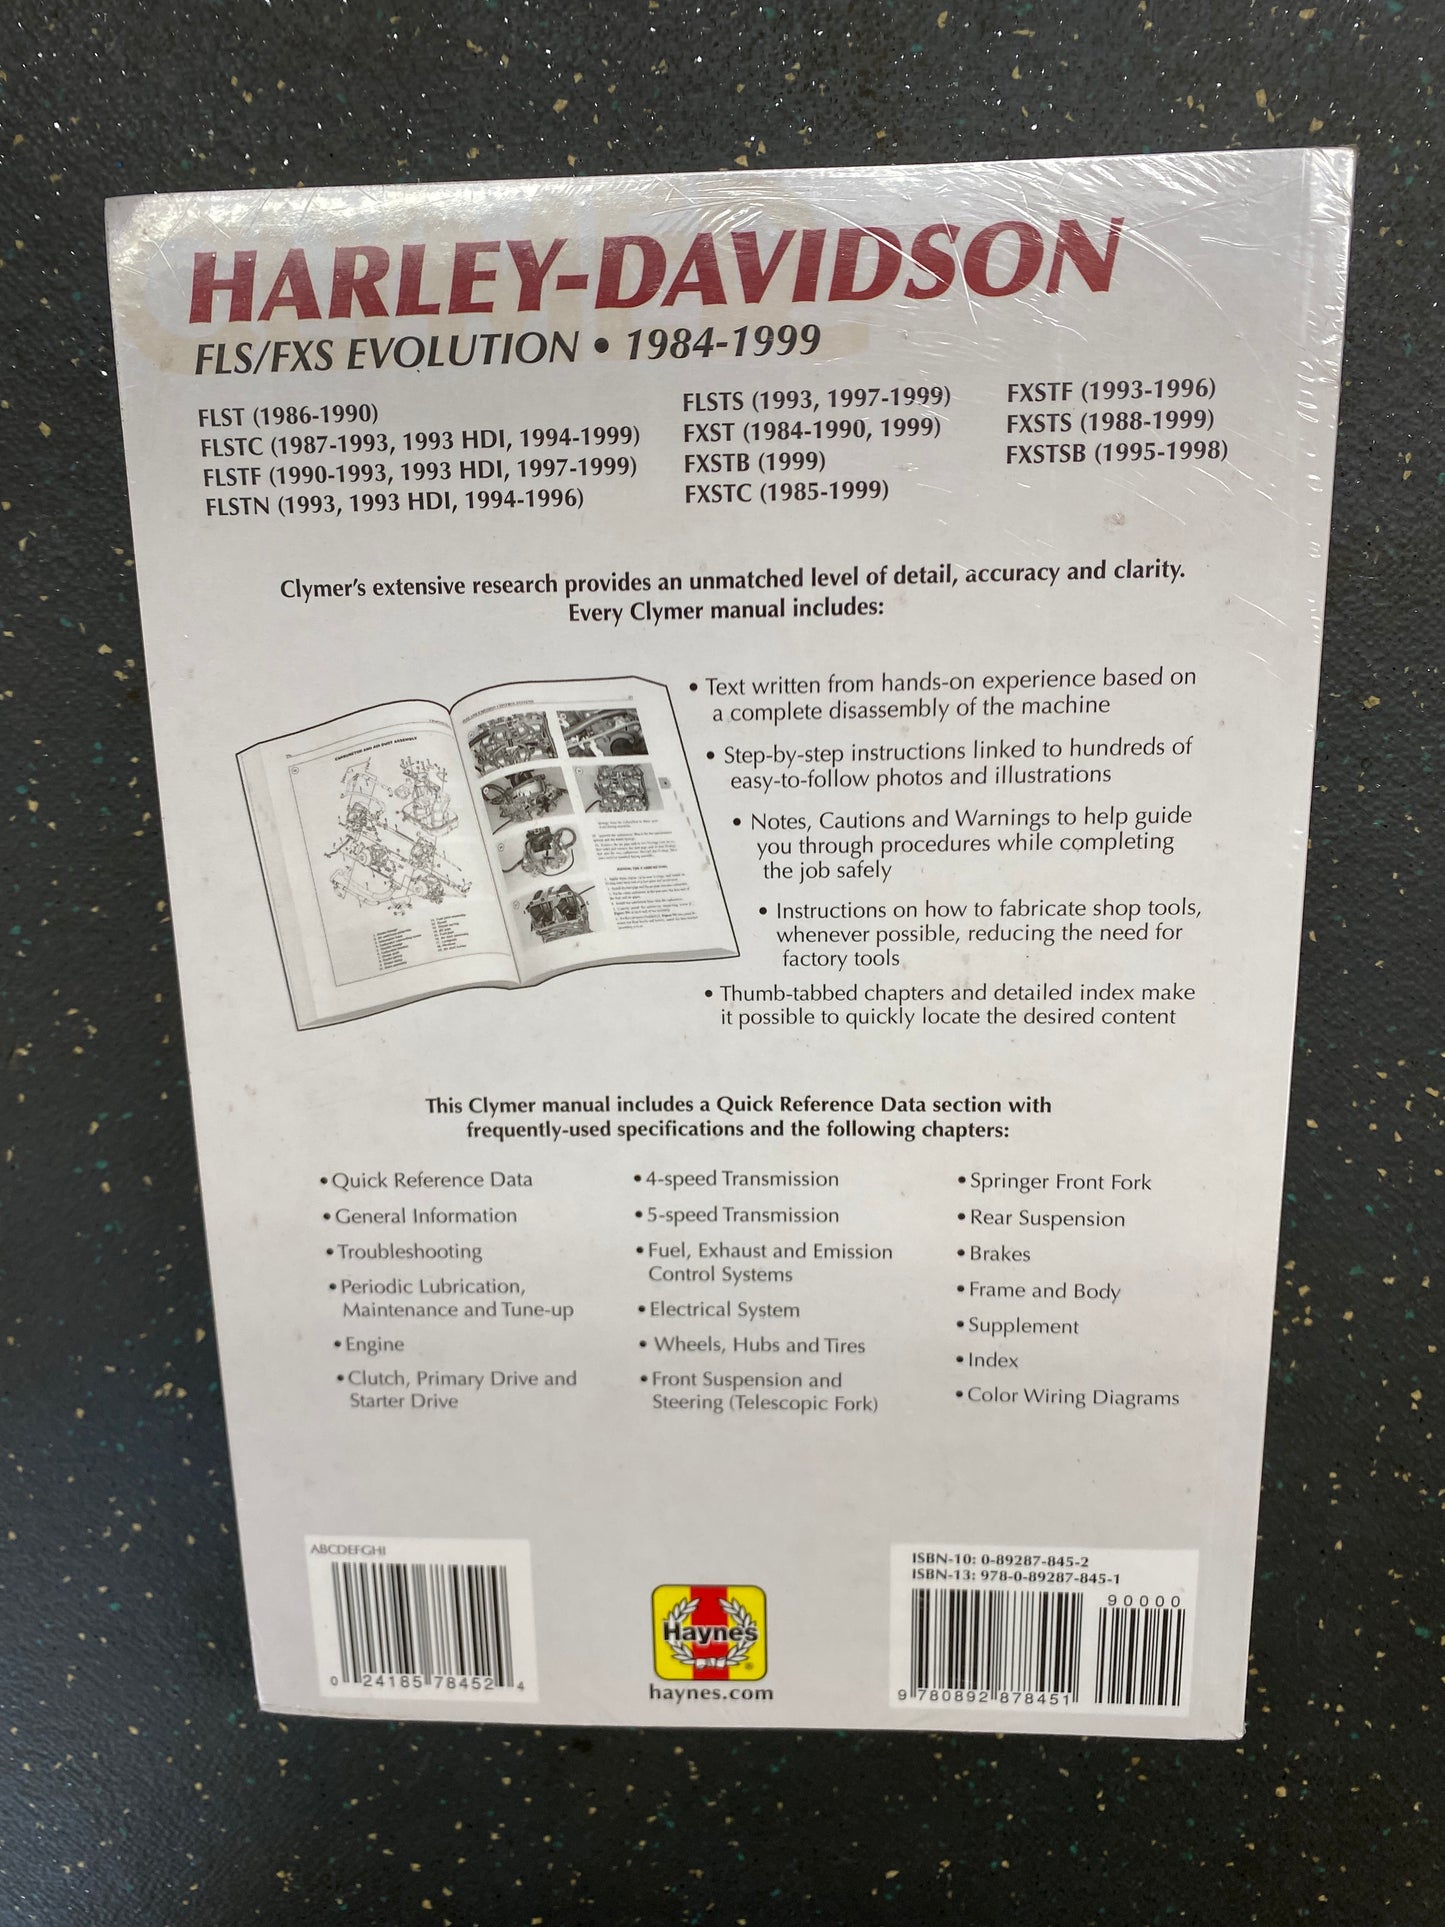 HARLEY-DAVIDSON
FLS/FXS EVOLUTION • 1984-1999
FLST (1986-1990)
FLSTC (1987-1993, 1993 HDI, 1994-1999)
FLSTF (1990-1993, 1993 HDI, 1997-1999)
FLSTN (1993, 1993 HDI, 1994-1996)
FLSTS (1993, 1997-1999)
FXST (1984-1990, 1999)
FXSTB (1999)
FXSTC (1985-1999)
FXSTF (1993-1996)
FXSTS (1988-1999)
FXSTSB (1995-1998)
Clymer's extensive research provides an unmatched level of detail, accuracy and clarity.
Every Clymer manual includes:
CARBURETOR AND AIR DUCT ASSEMBLY
• Text written from hands-on experience based on
a complete disassembly of the machine
• Step-by-step instructions linked to hundreds of
easy-to-follow photos and illustrations
• Notes, Cautions and Warnings to help guide
you through procedures while completing
the job safely
• Instructions on how to fabricate shop tools,
whenever possible, reducing the need for
factory tools
• Thumb-tabbed chapters and detailed index make
it possible to quickly locate the desired content
This Clymer manual includes a Quick Reference Data section with
frequently-used specifications and the following chapters:
• Quick Reference Data
• General Information
• Troubleshooting
• Periodic Lubrication,
Maintenance and Tune-up
• Engine
• Clutch, Primary Drive and
Starter Drive
• 4-speed Transmission
• 5-speed Transmission
• Fuel, Exhaust and Emission
Control Systems
• Electrical System
• Wheels, Hubs and Tires
• Front Suspension and
Steering (Telescopic Fork)
• Springer Front Fork
• Rear Suspension
• Brakes
• Frame and Body
• Supplement
• Index
• Color Wiring Diagrams
ABCDEFGHI
0 24185 78452 4
Haynes
®
haynes.com
ISBN-10: 0-89287-845-2
ISBN-13: 978-0-89287-845-1
90000
9 780892 878451